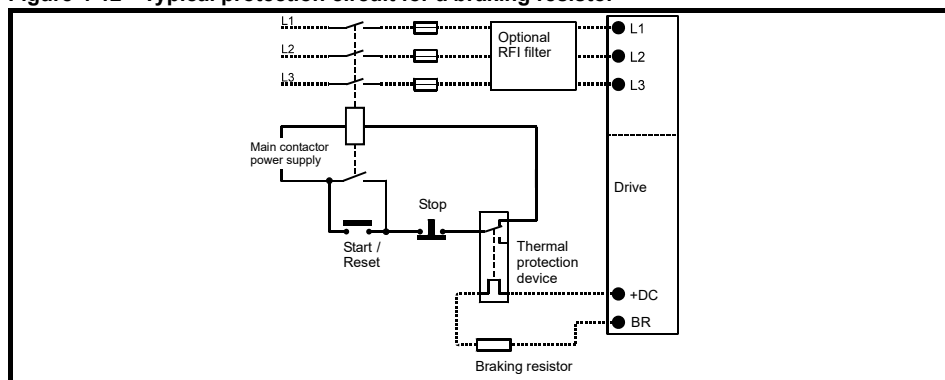 Figure 4-12 Typical protection circuit for a braking resistor
L1
L2
L3
Optional
RFI filter
L1
L2
L3
Main contactor
power supply
Drive
Stop
Start /
Reset
Thermal
protection
device
+DC
BR
Braking resistor